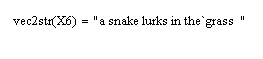 vec2str(X6) = "a snake lurks in the`grass  "